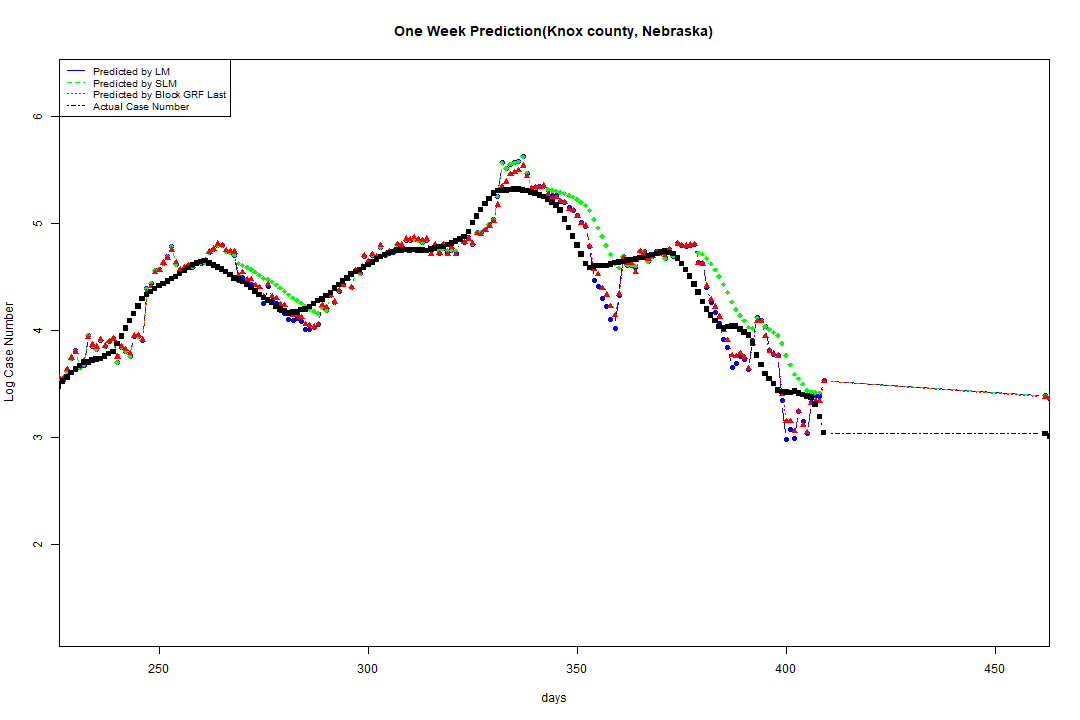 One Week Prediction(Knox county, Nebraska)
Predicted by LM
Predicted by SLM
Predicted by Block GRF Last
Actual Case Number
6
5
4
3
2
Log Case Number
250 300 350 400 450
days